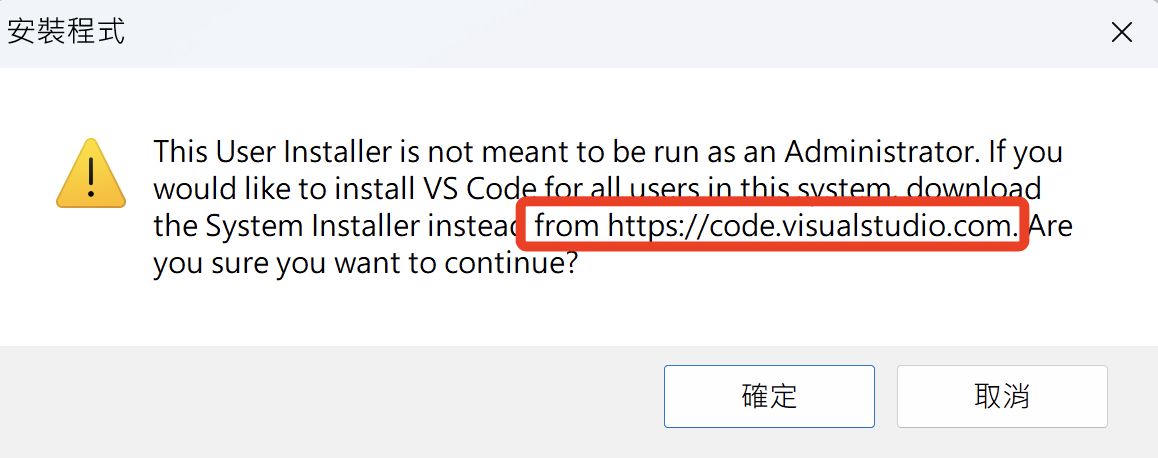 安裝程式
This User Installer is not meant to be run as an Administrator. If you
would like to install VS Code for all users in this system, download
the System Installer instead from https://code.visualstudio.com. Are
you sure you want to continue?
確定
取消